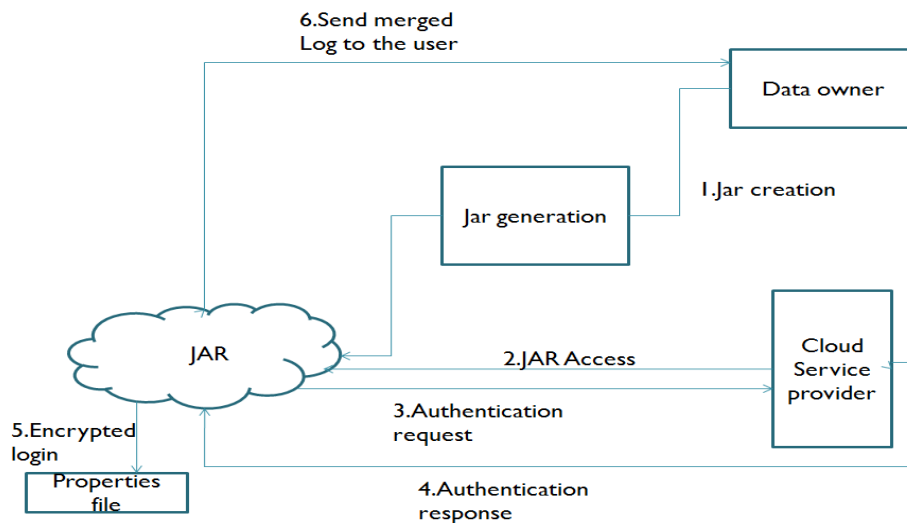 6.Send merged
Log to the user
Data owner
1.Jar creation
Jar generation
JAR
2.JAR Access
Cloud
Service
provider
3.Authentication
request
5.Encrypted
login
Properties
file
4.Authentication
response